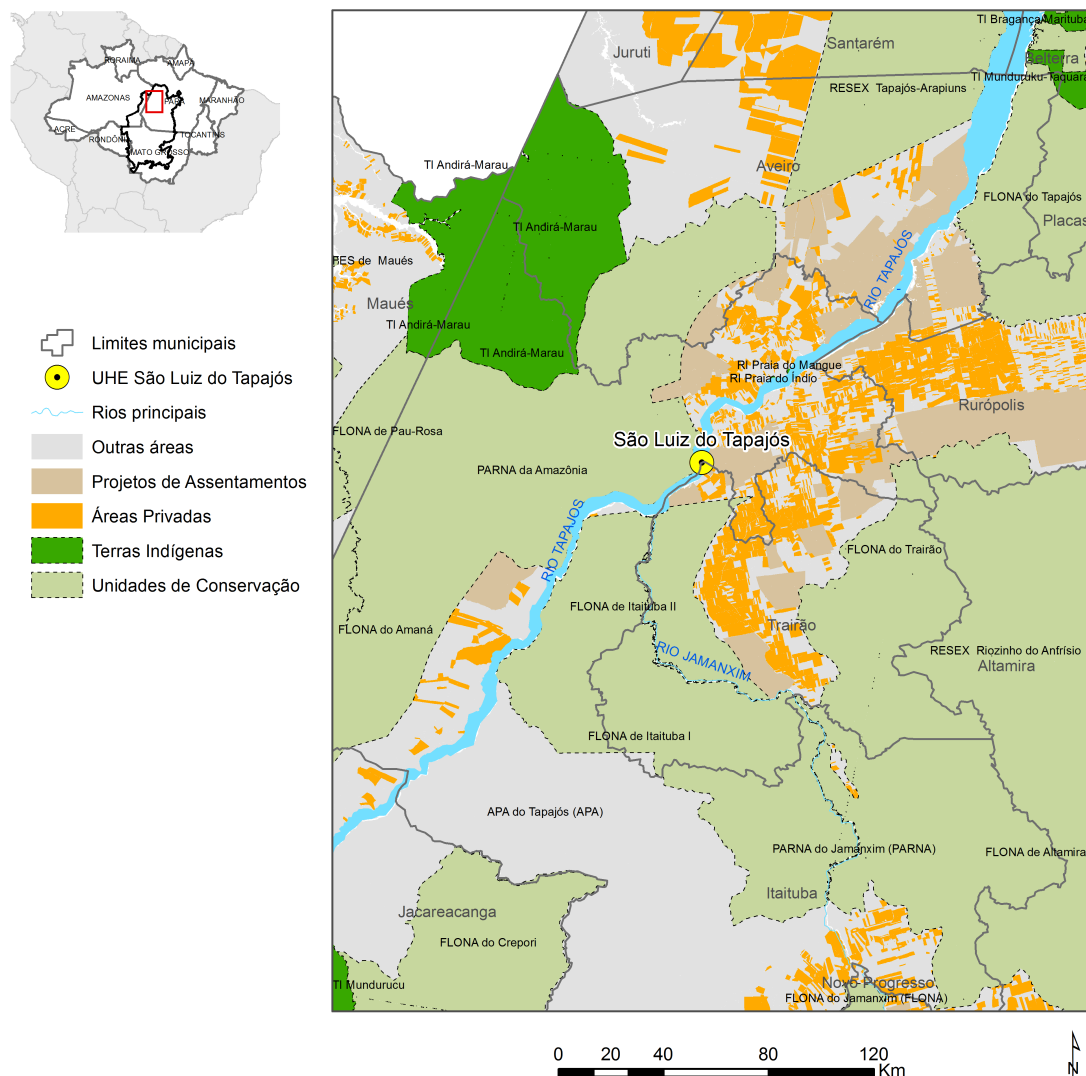 RORAIMA
AMAPÁ
AMAZONAS
PARÁ
MARANHÃO
ACRE
RONDÔNIA
TOCANTINS
MATO GROSSO
Limites municipais
UHE São Luiz do Tapajós
Rios principais
Outras áreas
Projetos de Assentamentos
Áreas Privadas
Terras Indígenas
Unidades de Conservação
TI Bragança/Marituba
Juruti
Santarém
Belterra
TI Munduruku-Taquara
RESEX Tapajós-Arapiuns
TI Andirá-Marau
Aveiro
FLONA do Tapajós
Placas
TI Andirá-Marau
RIO TAPAJOS
FES de Maués
Maués
TI Andirá-Marau
TI Andirá-Marau
RI Praia do Mangue
RI Praia do Índio
Rurópolis
FLONA de Pau-Rosa
São Luiz do Tapajós
PARNA da Amazônia
RIO TAPAJOS
FLONA do Trairão
FLONA de Itaituba II
Trairão
FLONA do Amaná
RIO JAMANXIM
RESEX Riozinho do Anfrísio
Altamira
FLONA de Itaituba I
APA do Tapajós (APA)
PARNA do Jamanxim (PARNA)
FLONA de Altamira
Itaituba
Jacareacanga
FLONA do Crepori
TI Mundurucu
Novo Progresso
FLONA do Jamanxim (FLONA)
0 20 40 80 120
Km
N